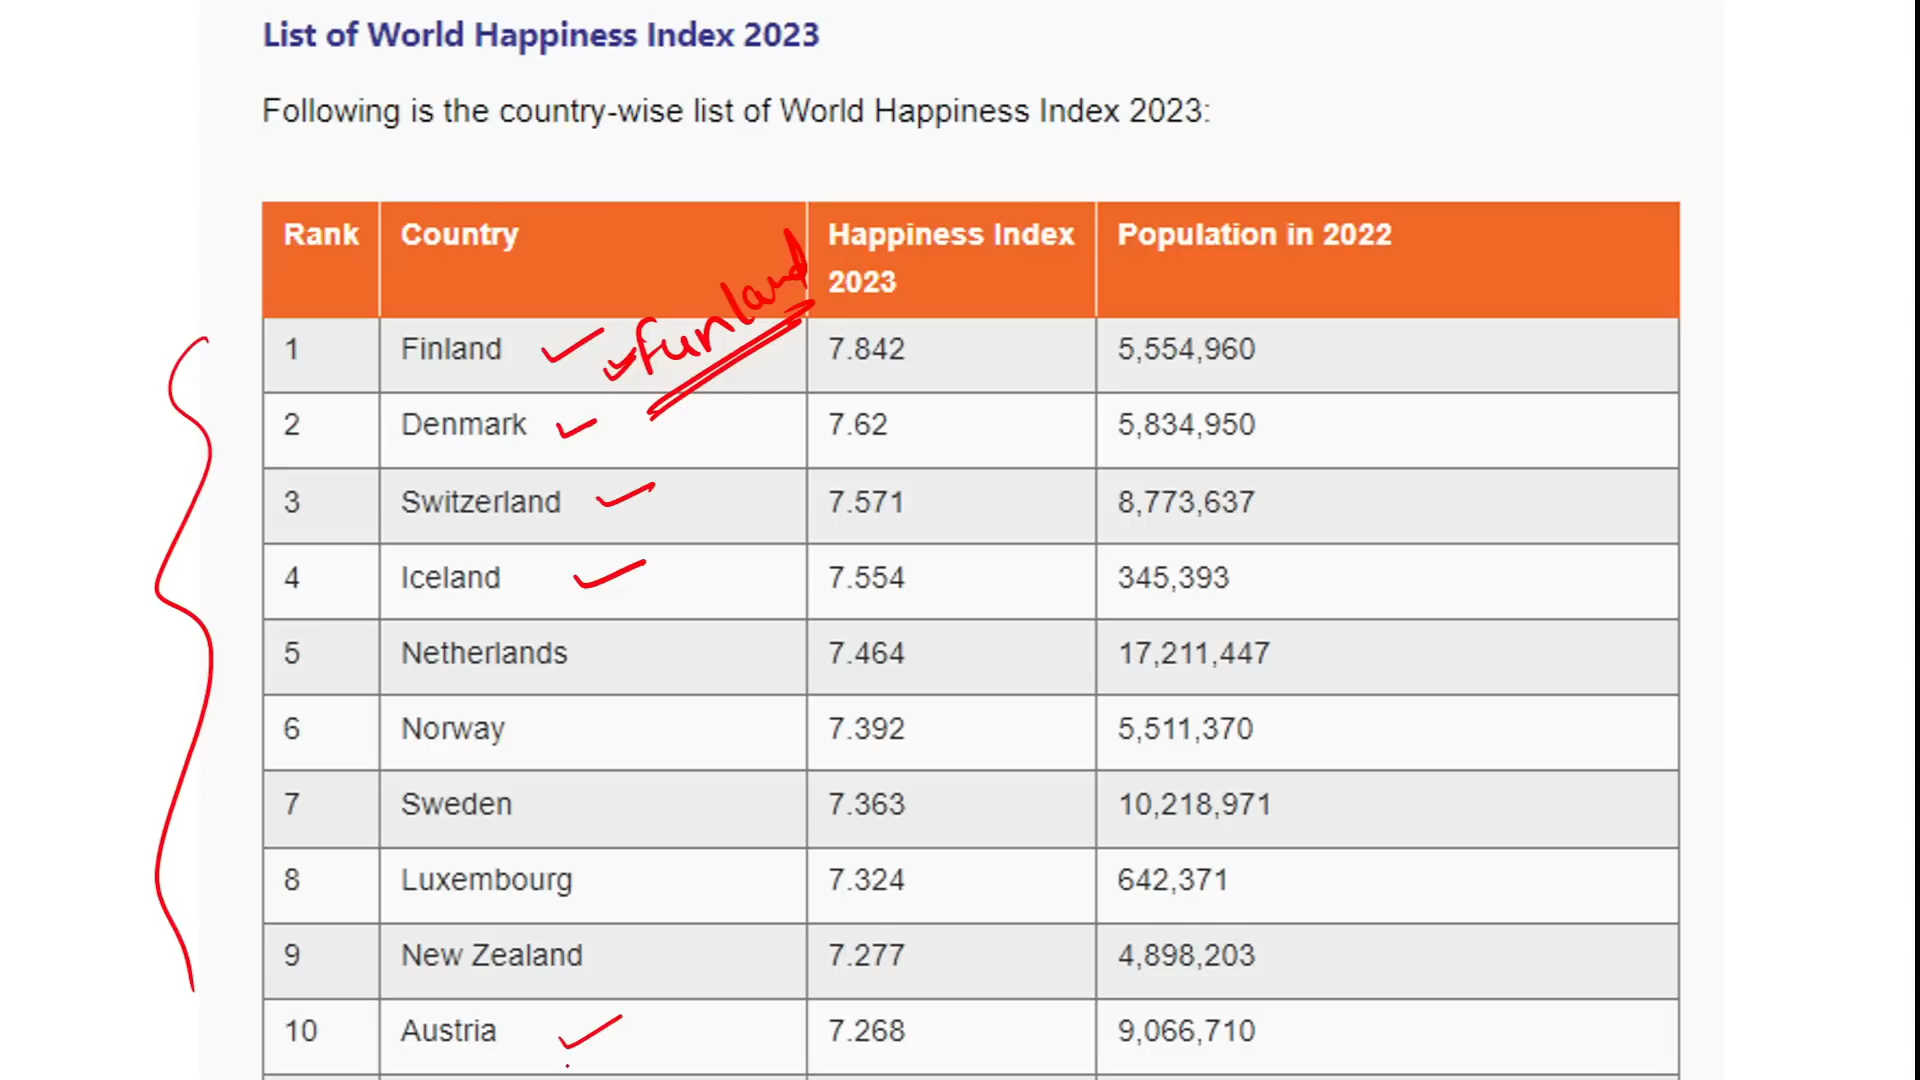 List of World Happiness Index 2023
Following is the country-wise list of World Happiness Index 2023:
Rank Country Happiness Index 2023 Population in 2022
1 Finland funland 7.842 5,554,960
2 Denmark 7.62 5,834,950
3 Switzerland 7.571 8,773,637
4 Iceland 7.554 345,393
5 Netherlands 7.464 17,211,447
6 Norway 7.392 5,511,370
7 Sweden 7.363 10,218,971
8 Luxembourg 7.324 642,371
9 New Zealand 7.277 4,898,203
10 Austria 7.268 9,066,710